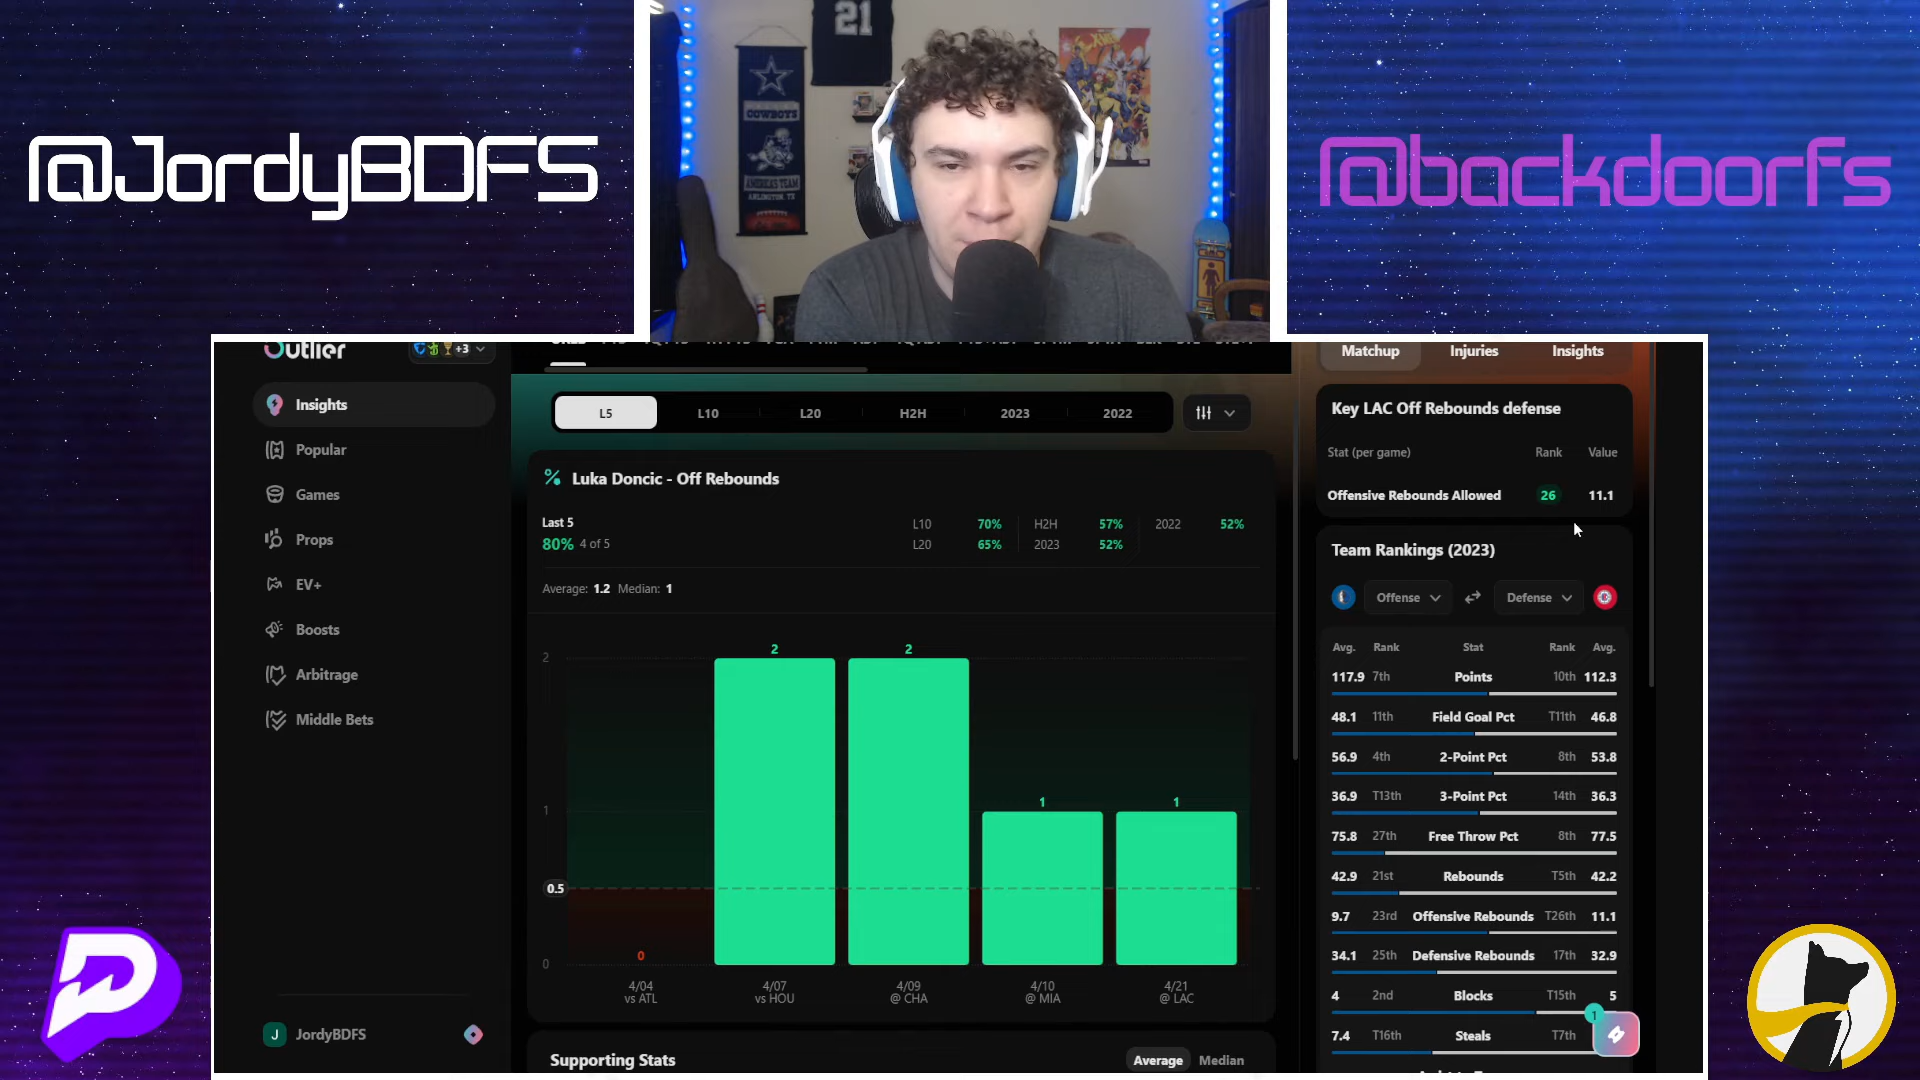 @JordyBDFS
@backdoorfs
21
COWBOYS
AMERICA'S TEAM
ARLINGTON, TX
X-MEN
Outlier
+3
Insights
Popular
Games
Props
EV+
Boosts
Arbitrage
Middle Bets
J JordyBDFS
L5 L10 L20 H2H 2023 2022
Luka Doncic - Off Rebounds
Last 5
80% 4 of 5
L10 70% H2H 57% 2022 52%
L20 65% 2023 52%
Average: 1.2 Median: 1
2
1
0.5
0
0 2 2 1 1
4/04 4/07 4/09 4/10 4/21
vs ATL vs HOU @ CHA @ MIA @ LAC
Supporting Stats Average Median
Matchup Injuries Insights
Key LAC Off Rebounds defense
Stat (per game) Rank Value
Offensive Rebounds Allowed 26 11.1
Team Rankings (2023)
Offense Defense
Avg. Rank Stat Rank Avg.
117.9 7th Points 10th 112.3
48.1 11th Field Goal Pct T11th 46.8
56.9 4th 2-Point Pct 8th 53.8
36.9 T13th 3-Point Pct 14th 36.3
75.8 27th Free Throw Pct 8th 77.5
42.9 21st Rebounds T5th 42.2
9.7 23rd Offensive Rebounds T26th 11.1
34.1 25th Defensive Rebounds 17th 32.9
4 2nd Blocks T15th 5
7.4 T16th Steals T7th
1